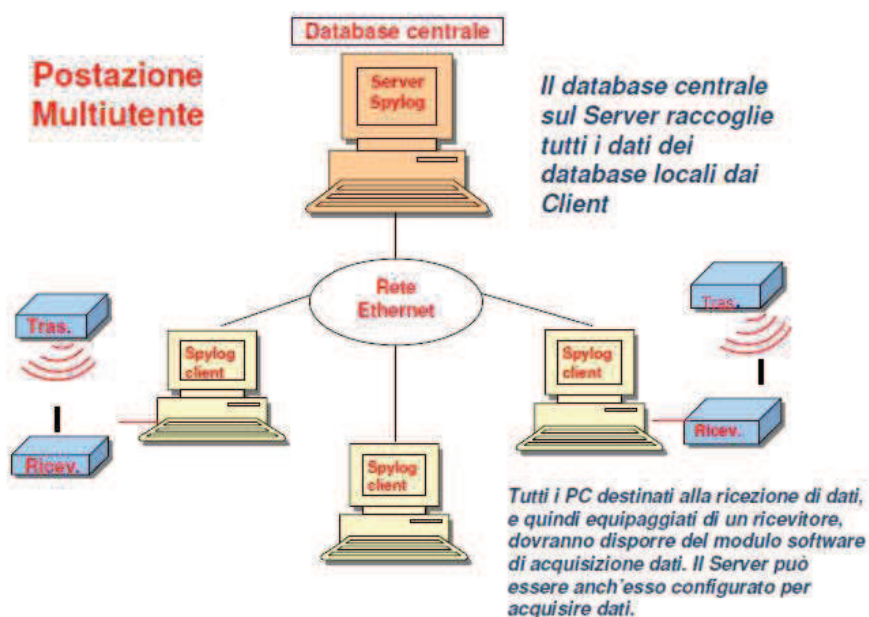 Database centrale
Postazione
Multiutente
Server
Spylog
Il database centrale
sul Server raccoglie
tutti i dati dei
database locali dai
Client
Rete
Ethernet
Tras.
Tras.
Spylog
client
Spylog
client
Ricev.
Ricev.
Spylog
client
Tutti i PC destinati alla ricezione di dati,
e quindi equipaggiati di un ricevitore,
dovranno disporre del modulo software
di acquisizione dati. Il Server può
essere anch'esso configurato per
acquisire dati.